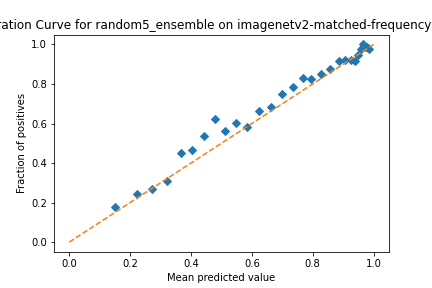 ration Curve for random5_ensemble on imagenetv2-matched-frequency
1.0
0.8
0.6
0.4
0.2
0.0
Fraction of positives
0.0 0.2 0.4 0.6 0.8 1.0
Mean predicted value